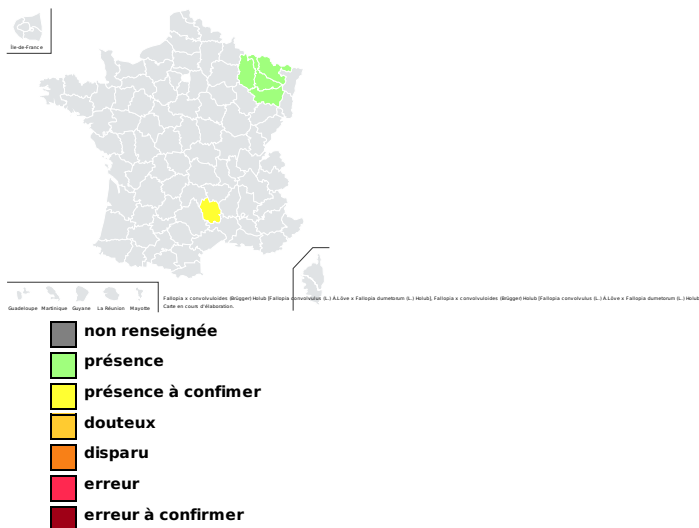 Île-de-France
Guadeloupe Martinique Guyane La Réunion Mayotte
Fallopia x convolvuloides (Brügger) Holub [Fallopia convolvulus (L.) Á.Löve x Fallopia dumetorum (L.) Holub], Fallopia x convolvuloides (Brügger) Holub [Fallopia convolvulus (L.) Á.Löve x Fallopia dumetorum (L.) Holub
Carte en cours d'élaboration.
non renseignée
présence
présence à confimer
douteux
disparu
erreur
erreur à confirmer